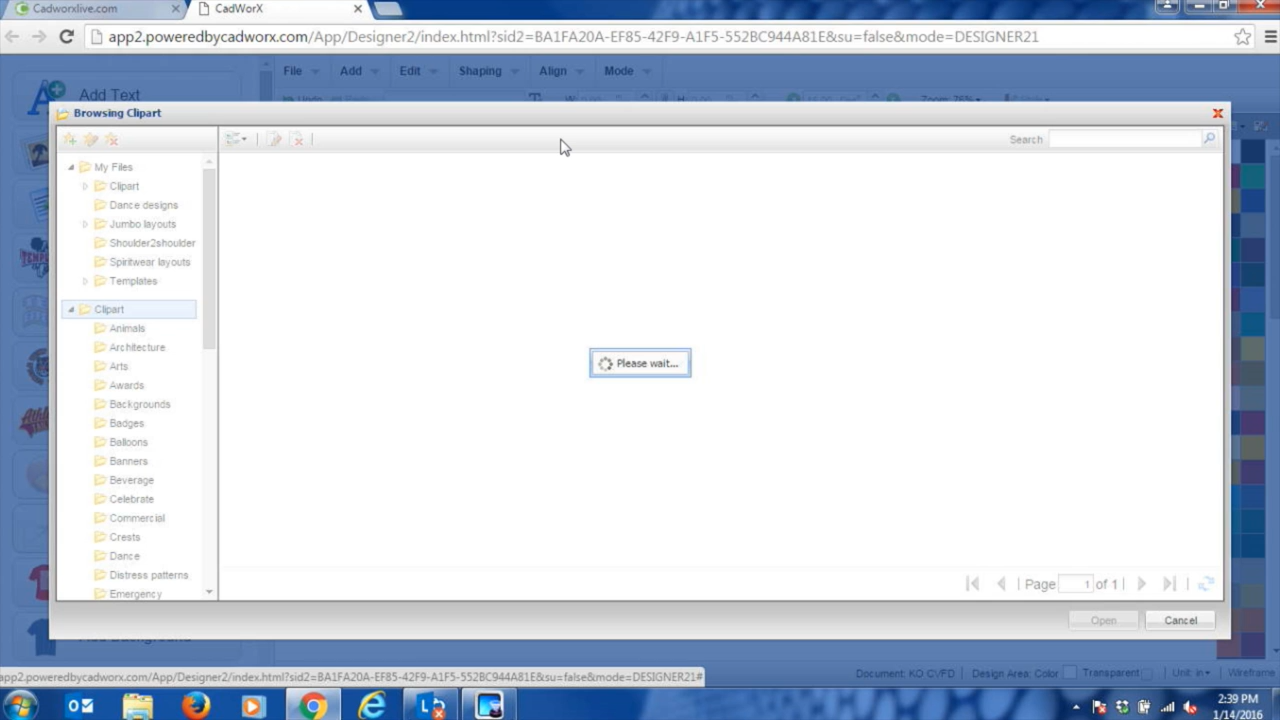 Cadworxlive.com
CadWorX
app2.poweredbycadworx.com/App/Designer2/index.html?sid2=BA1FA20A-EF85-42F9-A1F5-552BC944A81E&su=false&mode=DESIGNER21
Add Text
File Add Edit Shaping Align Mode
Browsing Clipart
Search
My Files
Clipart
Dance designs
Jumbo layouts
Shoulder2shoulder
Spiritwear layouts
Templates
Clipart
Animals
Architecture
Arts
Awards
Backgrounds
Badges
Balloons
Banners
Beverage
Celebrate
Commercial
Crests
Dance
Distress patterns
Emergency
Please wait...
Page 1 of 1
Open Cancel
app2.poweredbycadworx.com/App/Designer2/index.html?sid2=BA1FA20A-EF85-42F9-A1F5-552BC944A81E&su=false&mode=DESIGNER21#
Document: KO CVFD Design Area: Color Transparent Unit: in Wireframe
2:39 PM
1/14/2016